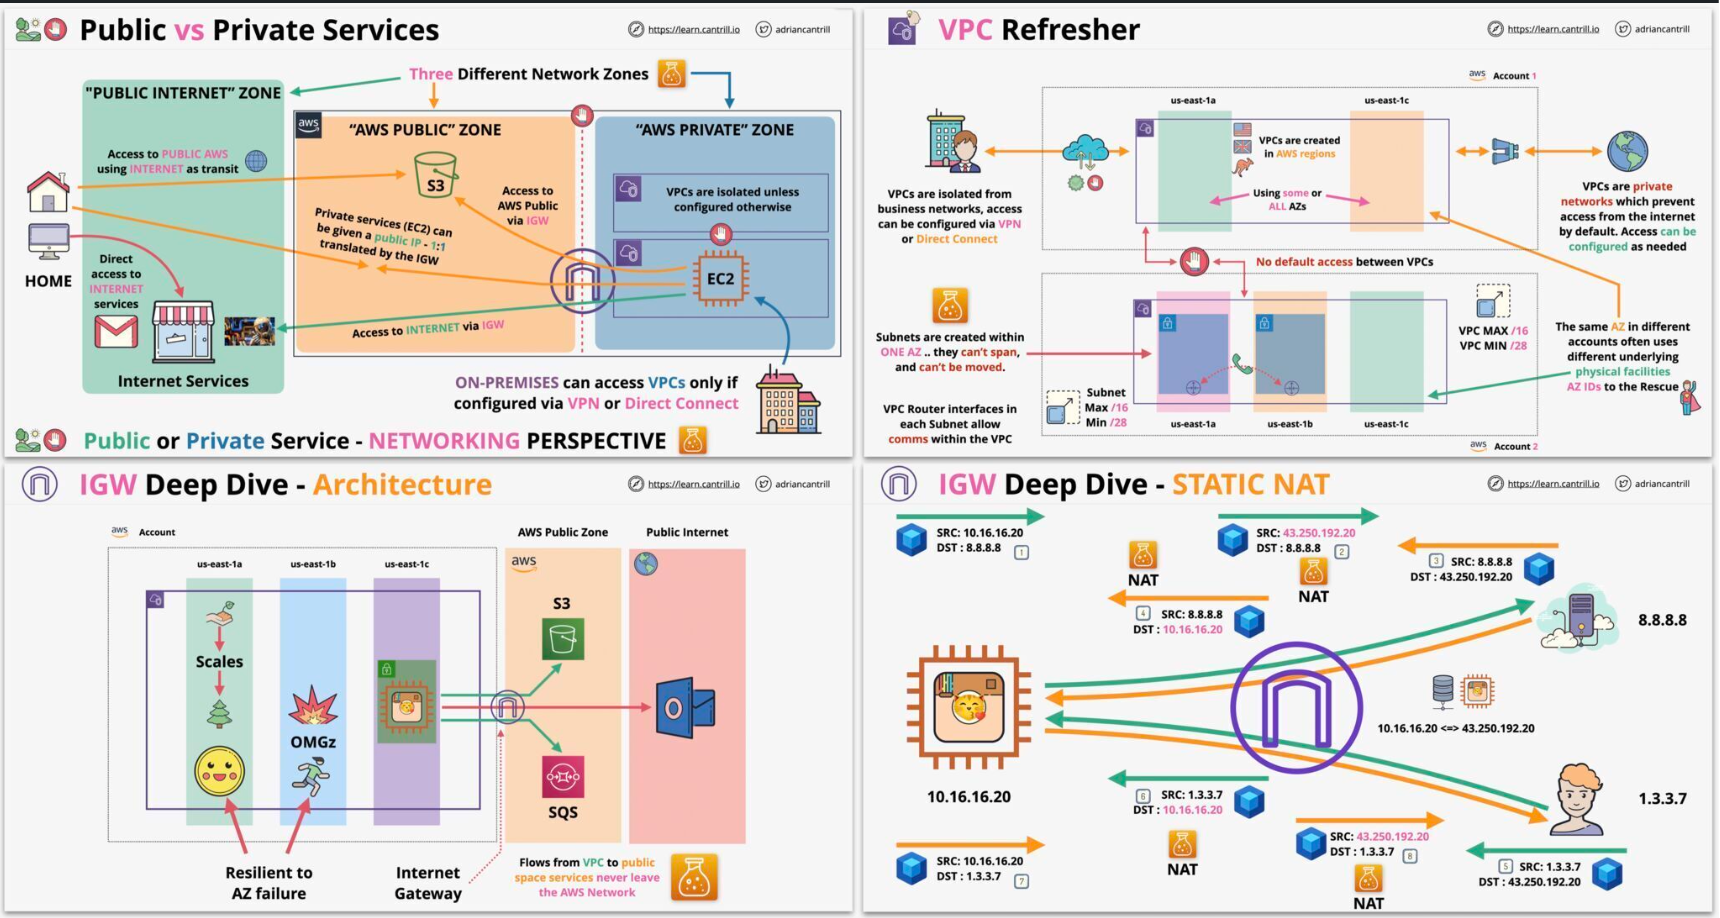 Public vs Private Services
https://learn.cantrill.io
adriancantrill
Three Different Network Zones
"PUBLIC INTERNET" ZONE
aws
“AWS PUBLIC” ZONE
“AWS PRIVATE” ZONE
Access to PUBLIC AWS
using INTERNET as transit
S3
Access to
AWS Public
via IGW
VPCs are isolated unless
configured otherwise
Private services (EC2) can
be given a public IP - 1:1
translated by the IGW
HOME
Direct
access to
INTERNET
services
EC2
Access to INTERNET via IGW
Internet Services
ON-PREMISES can access VPCs only if
configured via VPN or Direct Connect
Public or Private Service - NETWORKING PERSPECTIVE
VPC Refresher
https://learn.cantrill.io
adriancantrill
aws
Account 1
us-east-1a
us-east-1c
VPCs are created
in AWS regions
Using some or
ALL AZs
VPCs are isolated from
business networks, access
can be configured via VPN
or Direct Connect
VPCs are private
networks which prevent
access from the internet
by default. Access can be
configured as needed
No default access between VPCs
Subnets are created within
ONE AZ .. they can’t span,
and can’t be moved.
VPC MAX /16
VPC MIN /28
The same AZ in different
accounts often uses
different underlying
physical facilities
AZ IDs to the Rescue
Subnet
Max /16
Min /28
VPC Router interfaces in
each Subnet allow
comms within the VPC
us-east-1a
us-east-1b
us-east-1c
aws
Account 2
IGW Deep Dive - Architecture
https://learn.cantrill.io
adriancantrill
aws
Account
AWS Public Zone
Public Internet
us-east-1a
us-east-1b
us-east-1c
aws
S3
Scales
OMGz
SQS
Resilient to
AZ failure
Internet
Gateway
Flows from VPC to public
space services never leave
the AWS Network
IGW Deep Dive - STATIC NAT
https://learn.cantrill.io
adriancantrill
SRC: 10.16.16.20
DST : 8.8.8.8
1
NAT
SRC: 43.250.192.20
DST : 8.8.8.8
2
NAT
3
SRC: 8.8.8.8
DST : 43.250.192.20
4
SRC: 8.8.8.8
DST : 10.16.16.20
8.8.8.8
10.16.16.20 <=> 43.250.192.20
10.16.16.20
6
SRC: 1.3.3.7
DST : 10.16.16.20
1.3.3.7
SRC: 10.16.16.20
DST : 1.3.3.7
7
NAT
SRC: 43.250.192.20
DST : 1.3.3.7
8
NAT
5
SRC: 1.3.3.7
DST : 43.250.192.20